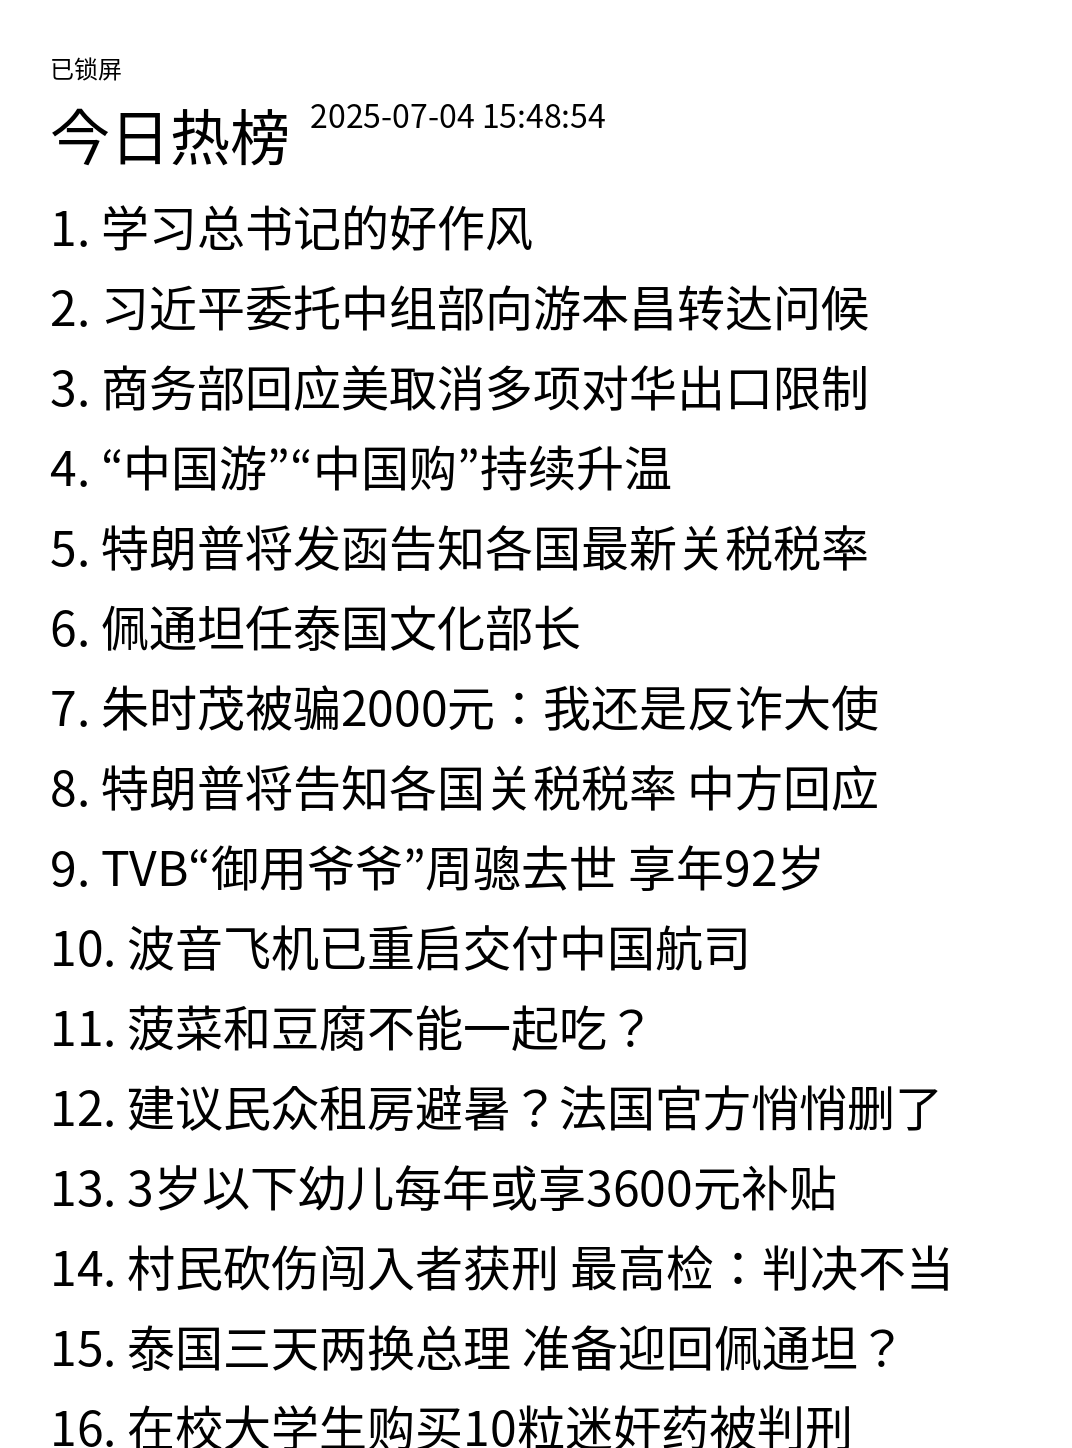 已锁屏
今日热榜 2025-07-04 15:48:54
1. 学习总书记的好作风
2. 习近平委托中组部向游本昌转达问候
3. 商务部回应美取消多项对华出口限制
4. “中国游”“中国购”持续升温
5. 特朗普将发函告知各国最新关税税率
6. 佩通坦任泰国文化部长
7. 朱时茂被骗2000元：我还是反诈大使
8. 特朗普将告知各国关税税率 中方回应
9. TVB“御用爷爷”周骢去世 享年92岁
10. 波音飞机已重启交付中国航司
11. 菠菜和豆腐不能一起吃？
12. 建议民众租房避暑？法国官方悄悄删了
13. 3岁以下幼儿每年或享3600元补贴
14. 村民砍伤闯入者获刑 最高检：判决不当
15. 泰国三天两换总理 准备迎回佩通坦？
16. 在校大学生购买10粒迷奸药被判刑